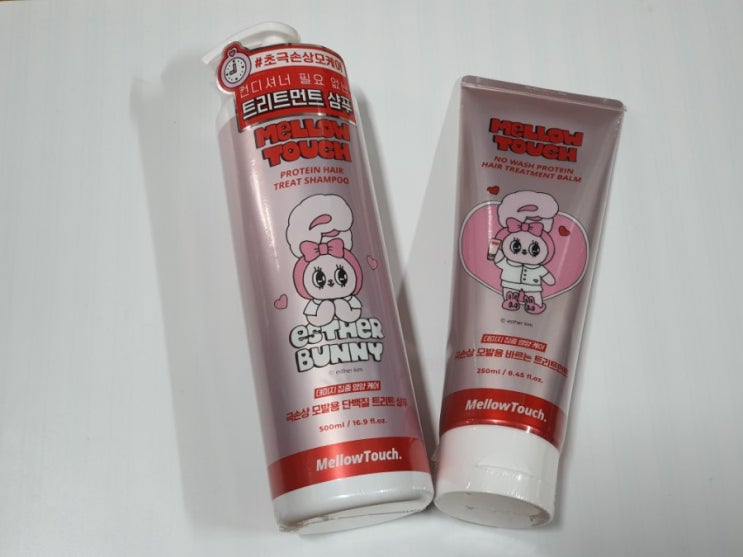 #초극손상모케어
컨디셔너 필요 없는
트리트먼트 샴푸
MELLOW
TOUCH
PROTEIN HAIR
TREAT SHAMPOO
esther
BUNNY
© esther kim
데미지 집중 영양 케어
극손상 모발용 단백질 트리트 샴푸
500ml / 16.9 fl.oz.
MellowTouch.
MELLOW
TOUCH
NO WASH PROTEIN
HAIR TREATMENT BALM
© esther kim
데미지 집중 영양 케어
극손상 모발용 바르는 트리트먼트
250ml / 8.45 fl.oz.
MellowTouch.